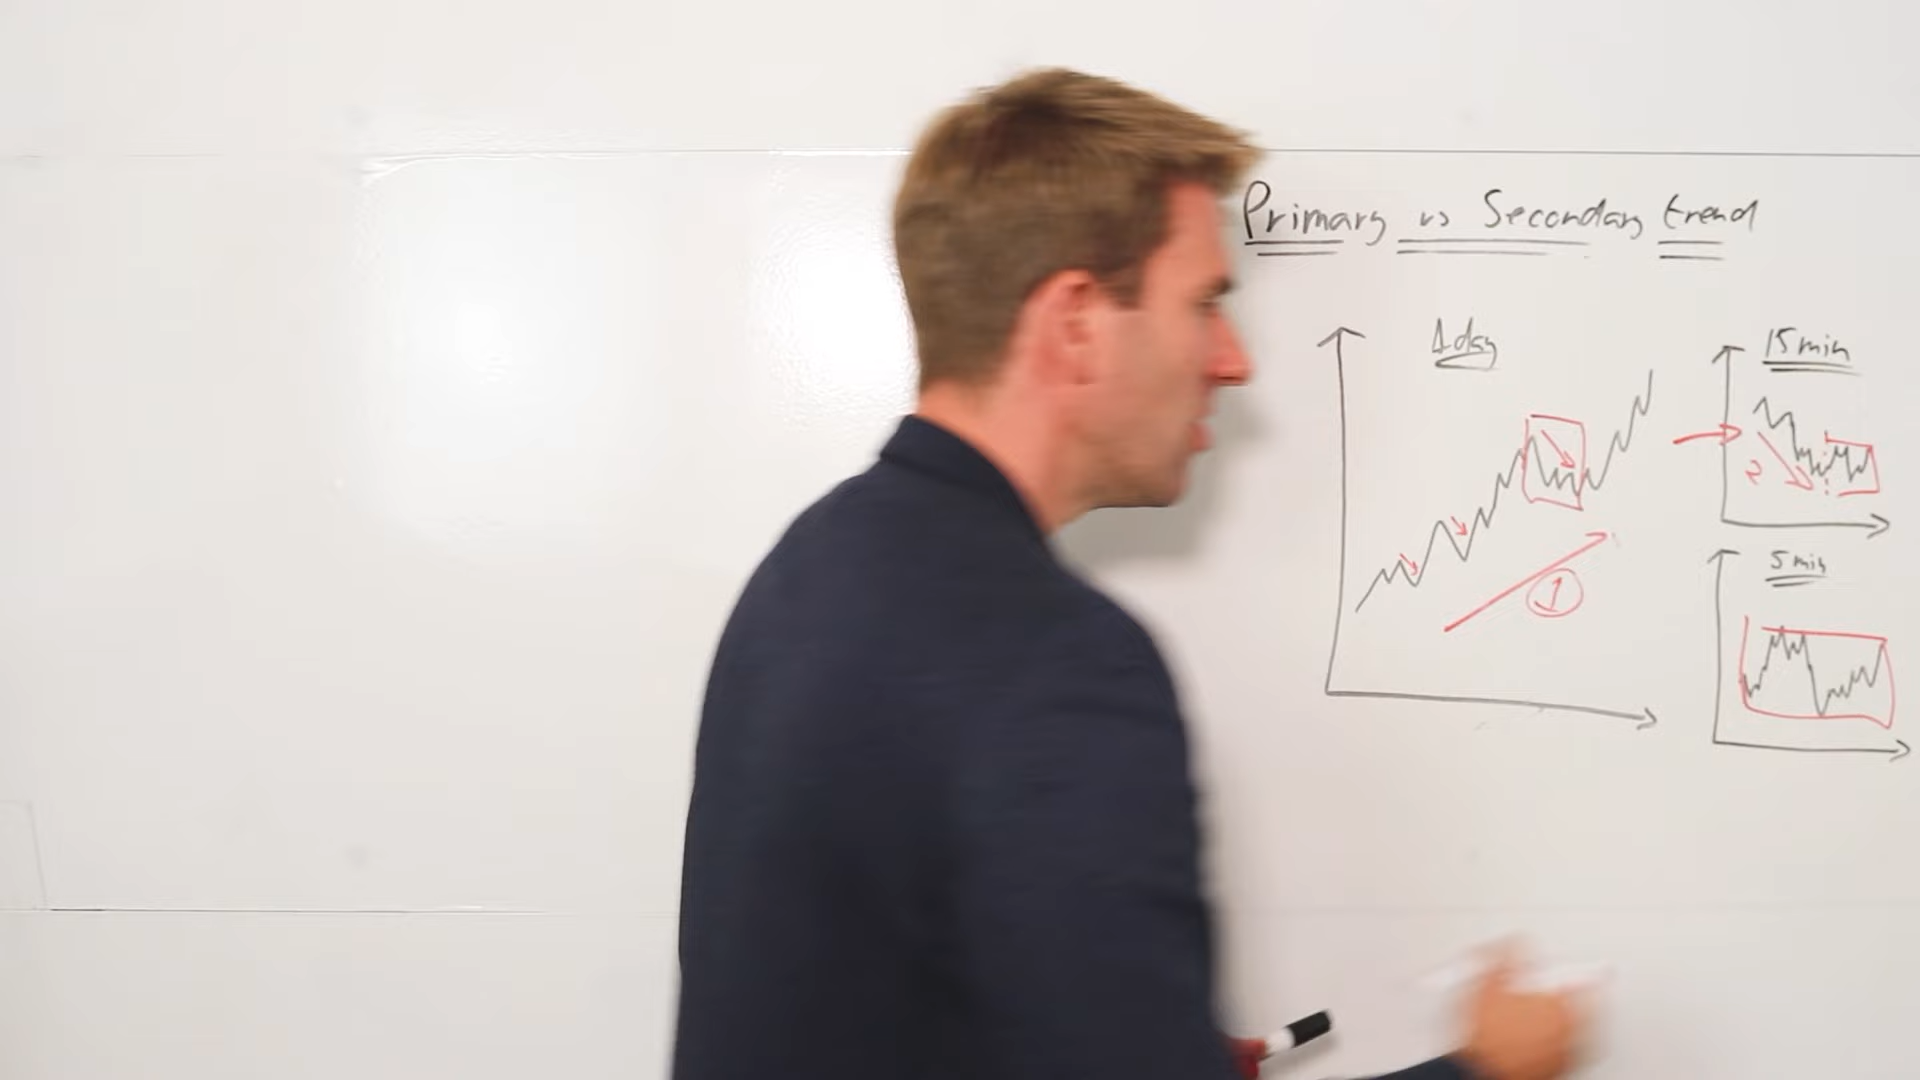 Primary vs Secondary trend
1 day
15 min
2
1
5 min